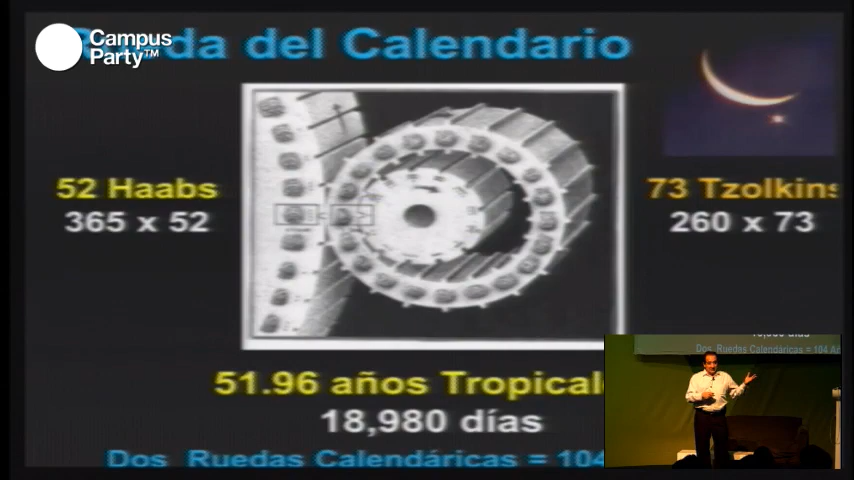 Campus
Party™
da del Calendario
52 Haabs
365 x 52
73 Tzolkins
260 x 73
51.96 años Tropical
18,980 días
Dos Ruedas Calendáricas = 104
Dos Ruedas Calendáricas = 104